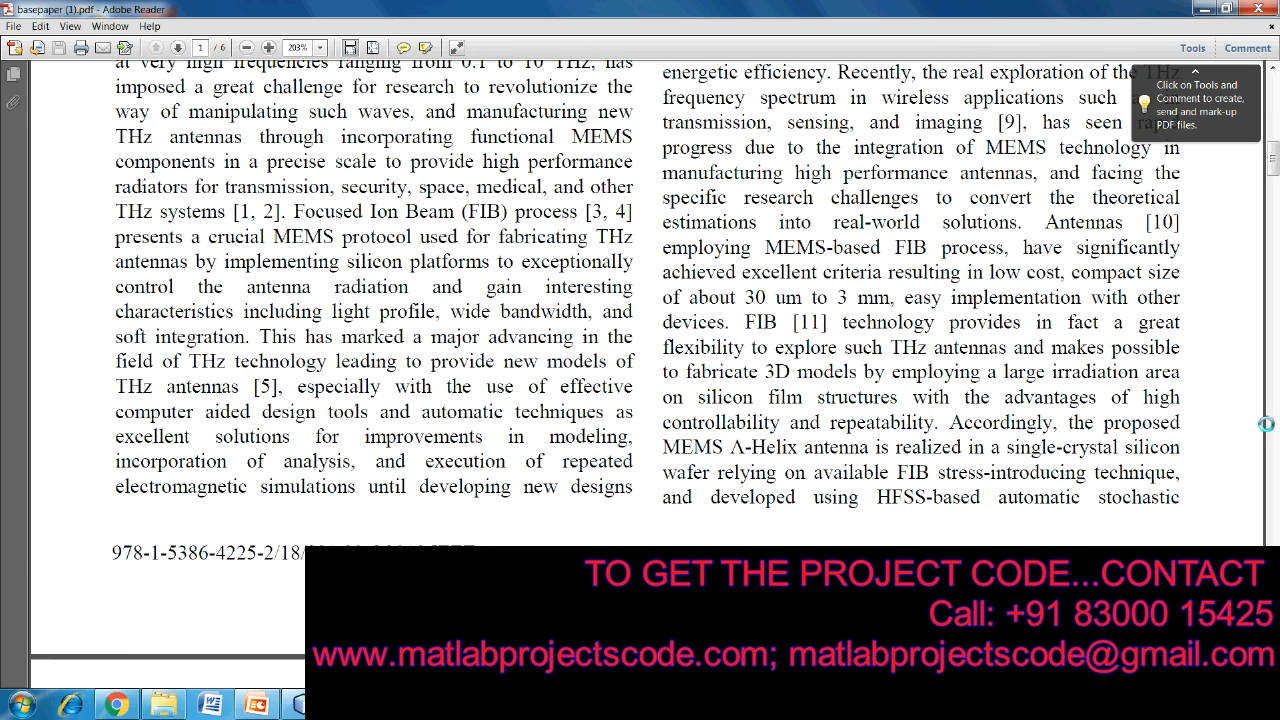 basepaper (1).pdf - Adobe Reader
File Edit View Window Help
1 / 6 203% Tools Comment
at very high frequencies ranging from 0.1 to 10 THz, has
imposed a great challenge for research to revolutionize the
way of manipulating such waves, and manufacturing new
THz antennas through incorporating functional MEMS
components in a precise scale to provide high performance
radiators for transmission, security, space, medical, and other
THz systems [1, 2]. Focused Ion Beam (FIB) process [3, 4]
presents a crucial MEMS protocol used for fabricating THz
antennas by implementing silicon platforms to exceptionally
control the antenna radiation and gain interesting
characteristics including light profile, wide bandwidth, and
soft integration. This has marked a major advancing in the
field of THz technology leading to provide new models of
THz antennas [5], especially with the use of effective
computer aided design tools and automatic techniques as
excellent solutions for improvements in modeling,
incorporation of analysis, and execution of repeated
electromagnetic simulations until developing new designs
978-1-5386-4225-2/18/
energetic efficiency. Recently, the real exploration of the THz
frequency spectrum in wireless applications such
transmission, sensing, and imaging [9], has seen
progress due to the integration of MEMS technology in
manufacturing high performance antennas, and facing the
specific research challenges to convert the theoretical
estimations into real-world solutions. Antennas [10]
employing MEMS-based FIB process, have significantly
achieved excellent criteria resulting in low cost, compact size
of about 30 um to 3 mm, easy implementation with other
devices. FIB [11] technology provides in fact a great
flexibility to explore such THz antennas and makes possible
to fabricate 3D models by employing a large irradiation area
on silicon film structures with the advantages of high
controllability and repeatability. Accordingly, the proposed
MEMS Λ-Helix antenna is realized in a single-crystal silicon
wafer relying on available FIB stress-introducing technique,
and developed using HFSS-based automatic stochastic
Click on Tools and
Comment to create,
Send and mark-up
PDF files.
TO GET THE PROJECT CODE...CONTACT
Call: +91 83000 15425
www.matlabprojectscode.com; matlabprojectscode@gmail.com